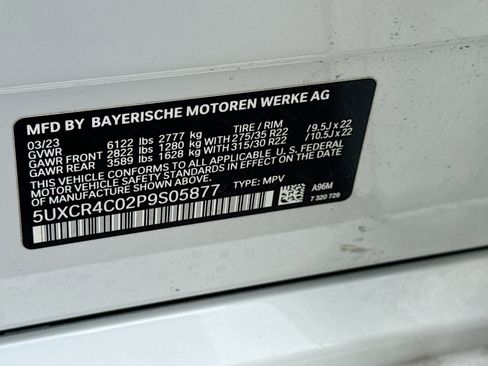 MFD BY BAYERISCHE MOTOREN WERKE AG
03/23 TIRE / RIM
GVWR 6122 lbs 2777 kg
GAWR FRONT 2822 lbs 1280 kg 275/35 R22 /9.5J x 22
GAWR REAR 3589 lbs 1628 kg 315/30 R22 /10.5J x 22
THIS VEHICLE CONFORMS TO ALL APPLICABLE U.S. FEDERAL
MOTOR VEHICLE SAFETY STANDARDS IN EFFECT ON THE
DATE OF MANUFACTURE SHOWN ABOVE.
5UXCR4C02P9S05877 TYPE: MPV A96M
7 320 729